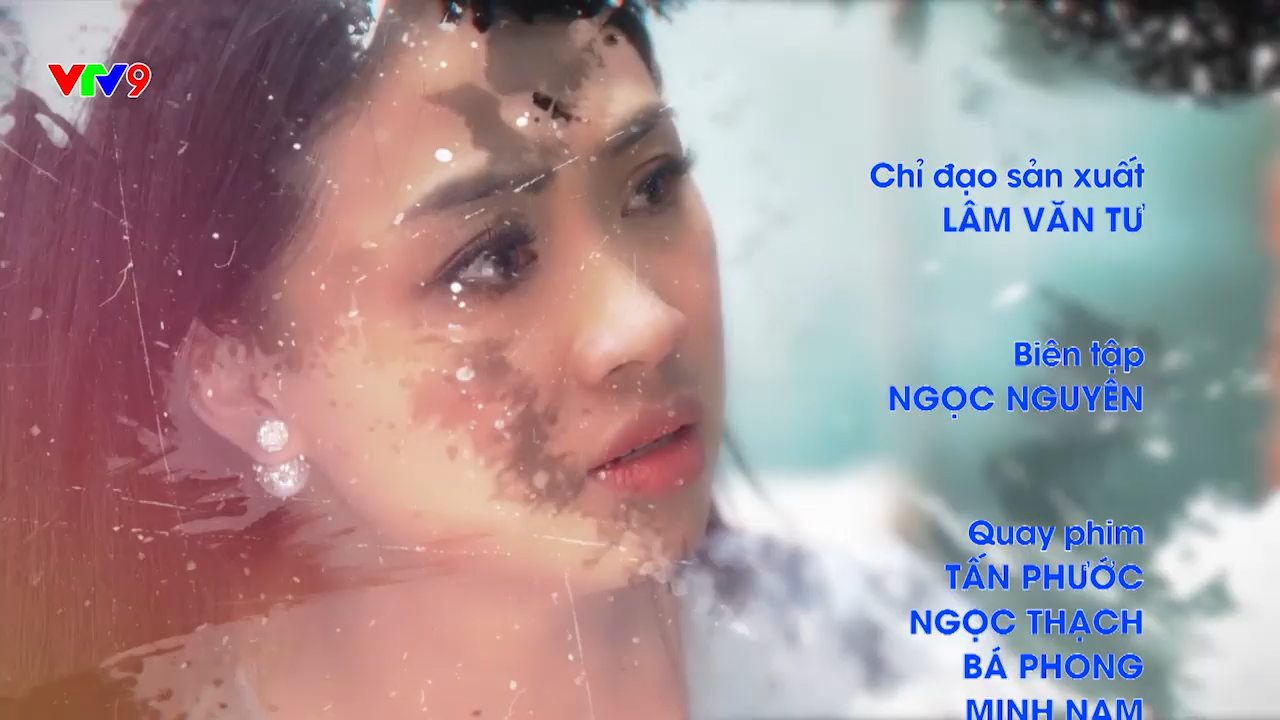 VTV9
Chỉ đạo sản xuất
LÂM VĂN TƯ
Biên tập
NGỌC NGUYÊN
Quay phim
TẤN PHƯỚC
NGỌC THẠCH
BÁ PHONG
MINH NAM